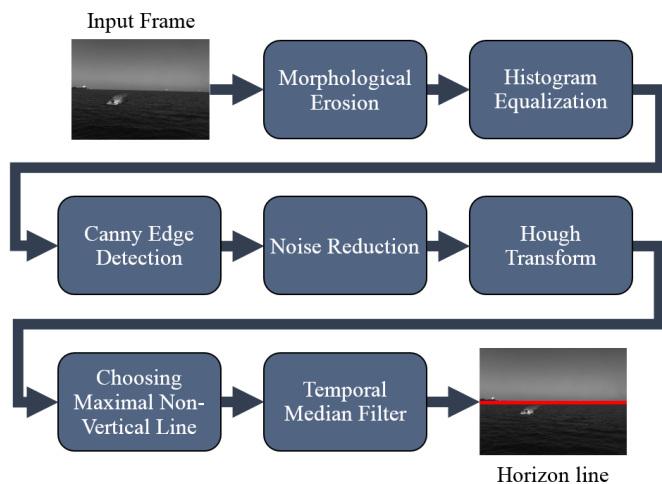 Input Frame
Morphological
Erosion
Histogram
Equalization
Canny Edge
Detection
Noise Reduction
Hough
Transform
Choosing
Maximal Non-
Vertical Line
Temporal
Median Filter
Horizon line